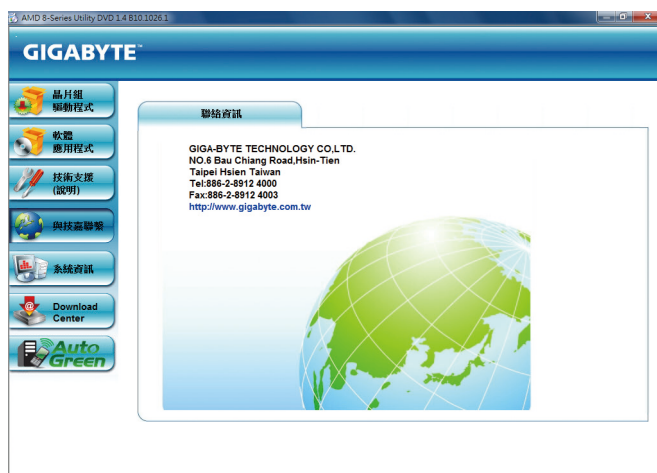 AMD 8-Series Utility DVD 1.4 B10.1026.1
GIGABYTE™
晶片組
驅動程式
軟體
應用程式
技術支援
(說明)
與技嘉聯繫
系統資訊
Download
Center
Auto
Green
聯絡資訊
GIGA-BYTE TECHNOLOGY CO,LTD.
NO.6 Bau Chiang Road,Hsin-Tien
Taipei Hsien Taiwan
Tel:886-2-8912 4000
Fax:886-2-8912 4003
http://www.gigabyte.com.tw